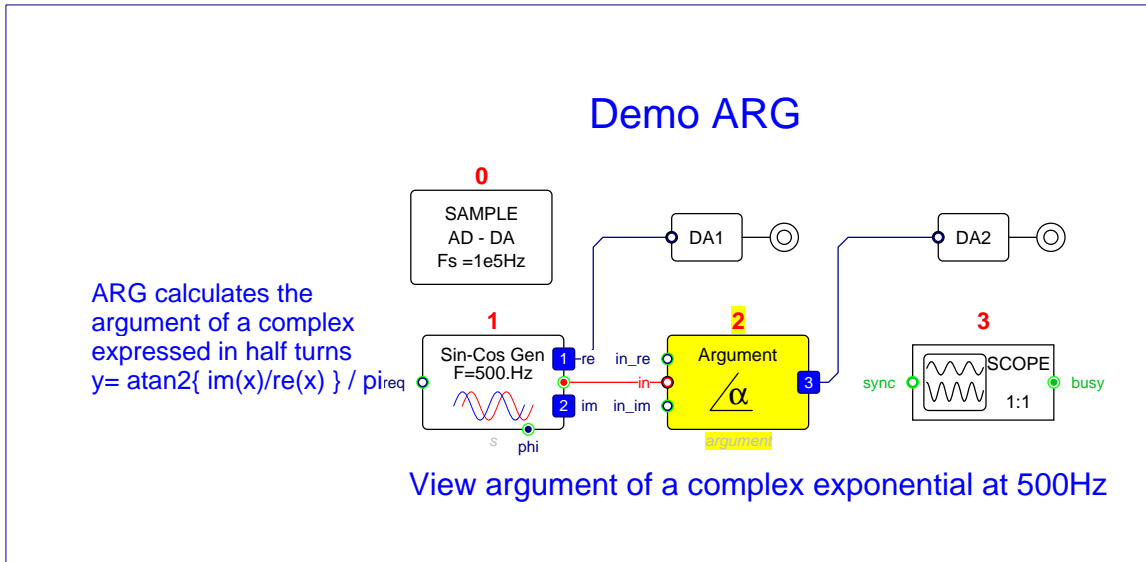 Demo ARG
0
SAMPLE
AD - DA
Fs =1e5Hz
DA1
DA2
ARG calculates the
argument of a complex
expressed in half turns
y= atan2{ im(x)/re(x) } / pi
req
1
Sin-Cos Gen
F=500.Hz
1
re
2
im
s
phi
2
in_re
in
in_im
Argument
α
3
argument
3
sync
SCOPE
1:1
busy
View argument of a complex exponential at 500Hz